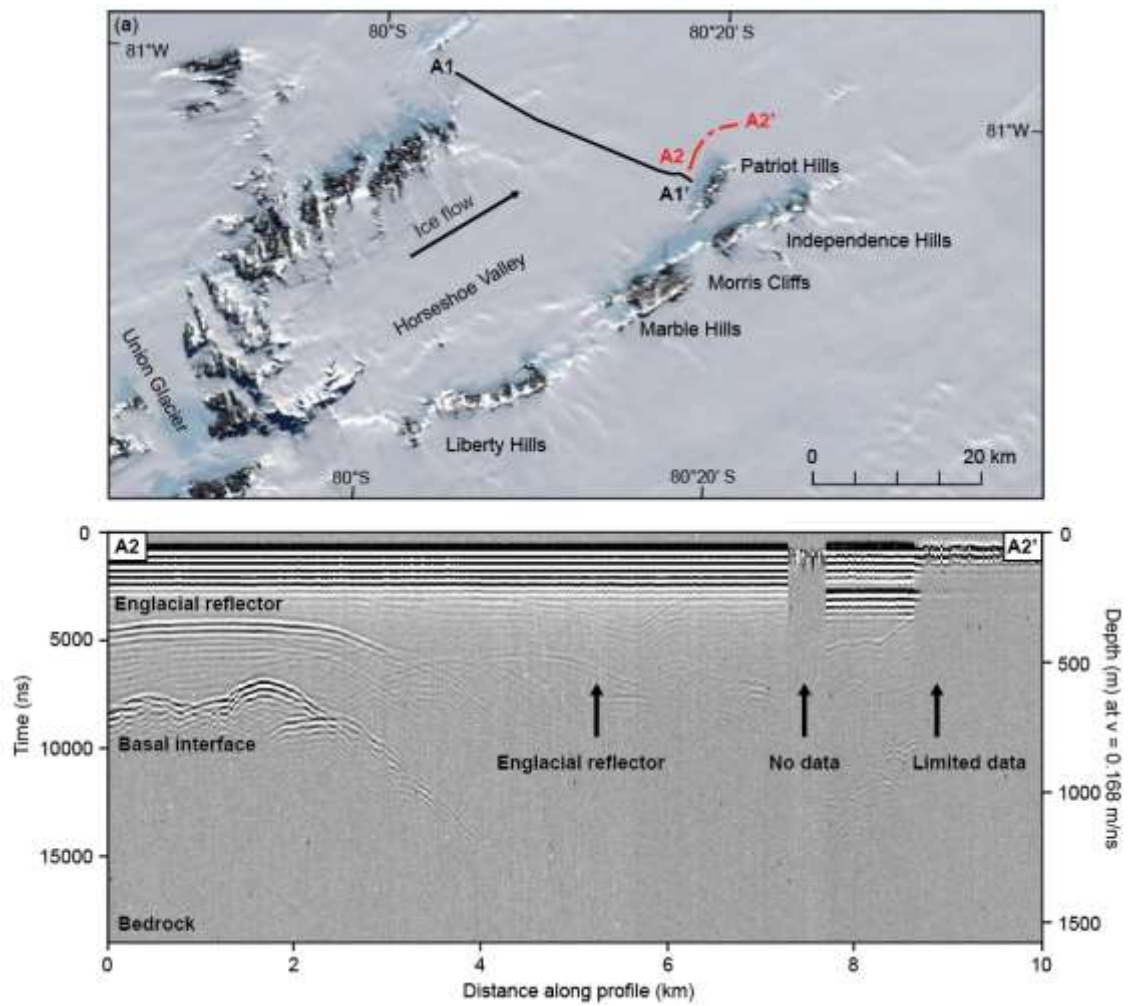 (a)
80°S
80°20' S
81°W
A1
A2'
81°W
A2
Patriot Hills
A1'
Ice flow
Independence Hills
Horseshoe Valley
Morris Cliffs
Marble Hills
Union Glacier
Liberty Hills
0 20 km
80°S
80°20' S
0
A2
A2'
0
Englacial reflector
5000
500
Time (ns)
Depth (m) at v = 0.168 m/ns
Basal interface
10000
Englacial reflector
No data
Limited data
1000
15000
Bedrock
1500
0 2 4 6 8 10
Distance along profile (km)